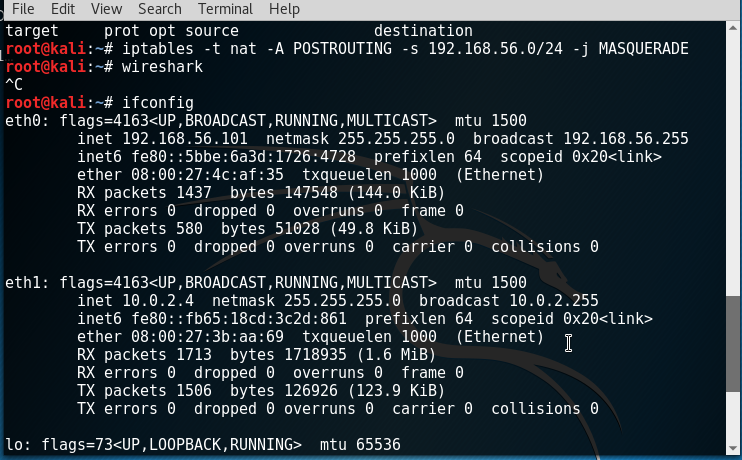 File Edit View Search Terminal Help
target prot opt source destination
root@kali:~# iptables -t nat -A POSTROUTING -s 192.168.56.0/24 -j MASQUERADE
root@kali:~# wireshark
^C
root@kali:~# ifconfig
eth0: flags=4163<UP,BROADCAST,RUNNING,MULTICAST> mtu 1500
inet 192.168.56.101 netmask 255.255.255.0 broadcast 192.168.56.255
inet6 fe80::5bbe:6a3d:1726:4728 prefixlen 64 scopeid 0x20<link>
ether 08:00:27:4c:af:35 txqueuelen 1000 (Ethernet)
RX packets 1437 bytes 147548 (144.0 KiB)
RX errors 0 dropped 0 overruns 0 frame 0
TX packets 580 bytes 51028 (49.8 KiB)
TX errors 0 dropped 0 overruns 0 carrier 0 collisions 0
eth1: flags=4163<UP,BROADCAST,RUNNING,MULTICAST> mtu 1500
inet 10.0.2.4 netmask 255.255.255.0 broadcast 10.0.2.255
inet6 fe80::fb65:18cd:3c2d:861 prefixlen 64 scopeid 0x20<link>
ether 08:00:27:3b:aa:69 txqueuelen 1000 (Ethernet)
RX packets 1713 bytes 1718935 (1.6 MiB)
RX errors 0 dropped 0 overruns 0 frame 0
TX packets 1506 bytes 126926 (123.9 KiB)
TX errors 0 dropped 0 overruns 0 carrier 0 collisions 0
lo: flags=73<UP,LOOPBACK,RUNNING> mtu 65536